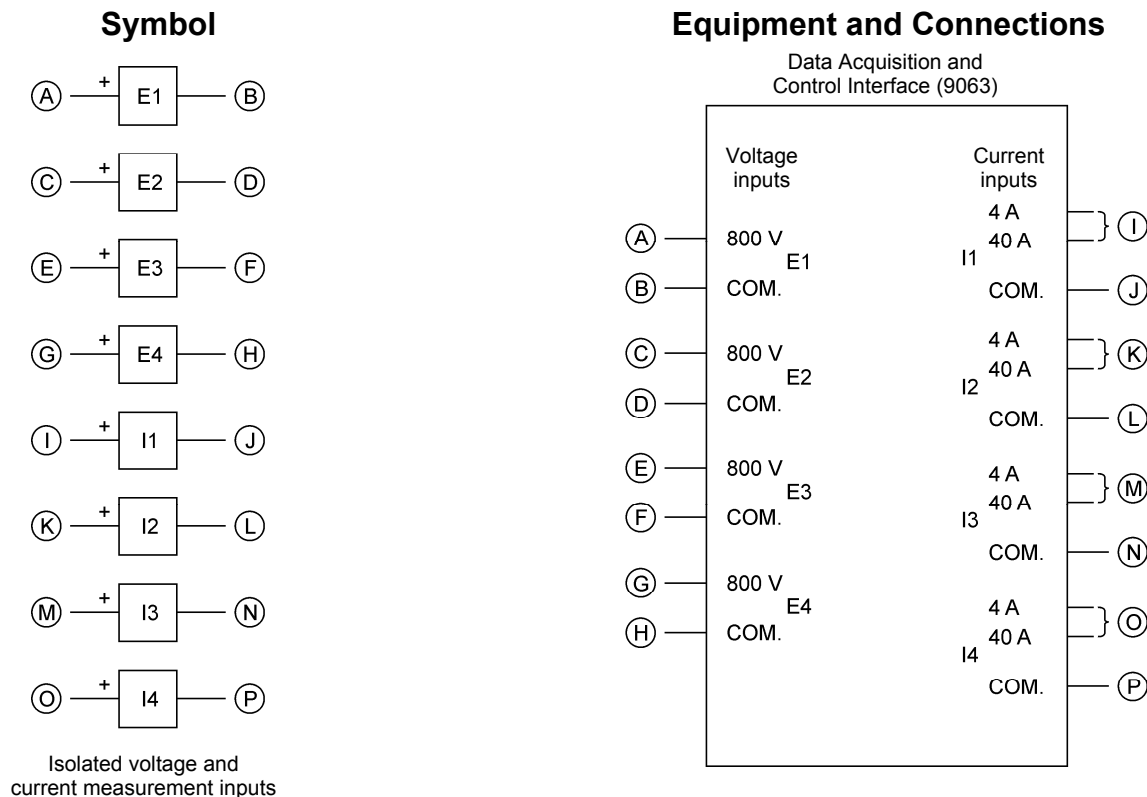 Symbol
A + E1 B
C + E2 D
E + E3 F
G + E4 H
I + I1 J
K + I2 L
M + I3 N
O + I4 P
Isolated voltage and
current measurement inputs
Equipment and Connections
Data Acquisition and
Control Interface (9063)
Voltage
inputs
Current
inputs
A 800 V
E1
B COM.
C 800 V
E2
D COM.
E 800 V
E3
F COM.
G 800 V
E4
H COM.
4 A
40 A
I
I1
COM. J
4 A
40 A
K
I2
COM. L
4 A
40 A
M
I3
COM. N
4 A
40 A
O
I4
COM. P